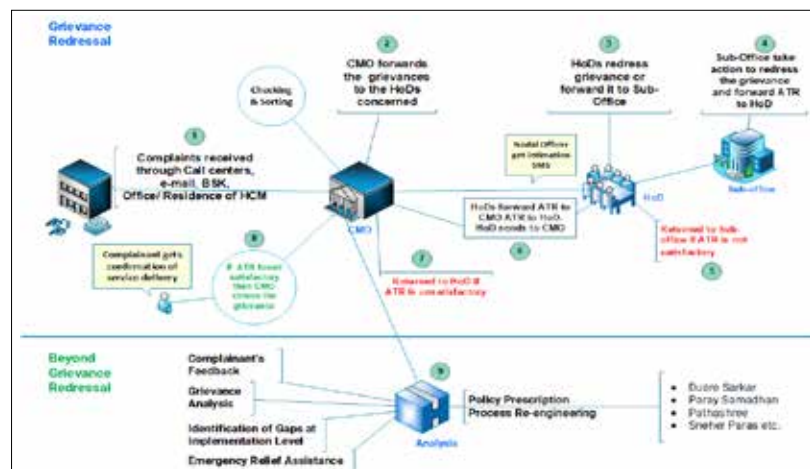 Grievance
Redressal
1
Complaints received
through Call centers,
e-mail, BSK,
Office/ Residence of HCM
Checking
& Sorting
2
CMO forwards
the grievances
to the HoDs
concerned
CMO
3
HoDs redress
grievance or
forward it to Sub-
Office
Nodal Officer
get intimation
SMS
HoD
4
Sub-Office take
action to redress
the grievance
and forward ATR
to HoD
Sub-office
Returned to Sub-
office if ATR is not
satisfactory
5
HoDs forward ATR to
CMO ATR to HoD.
HoD sends to CMO
6
7
Returned to HoD if
ATR is unsatisfactory
8
If ATR found
satisfactory
then CMO
closes the
grievance
Complainant gets
confirmation of
service delivery
Beyond
Grievance
Redressal
Complainant's
Feedback
Grievance
Analysis
Identification of Gaps at
Implementation Level
Emergency Relief Assistance
9
Analysis
Policy Prescription
Process Re-engineering
• Duare Sarkar
• Paray Samadhan
• Pathashree
• Sneher Paras etc.